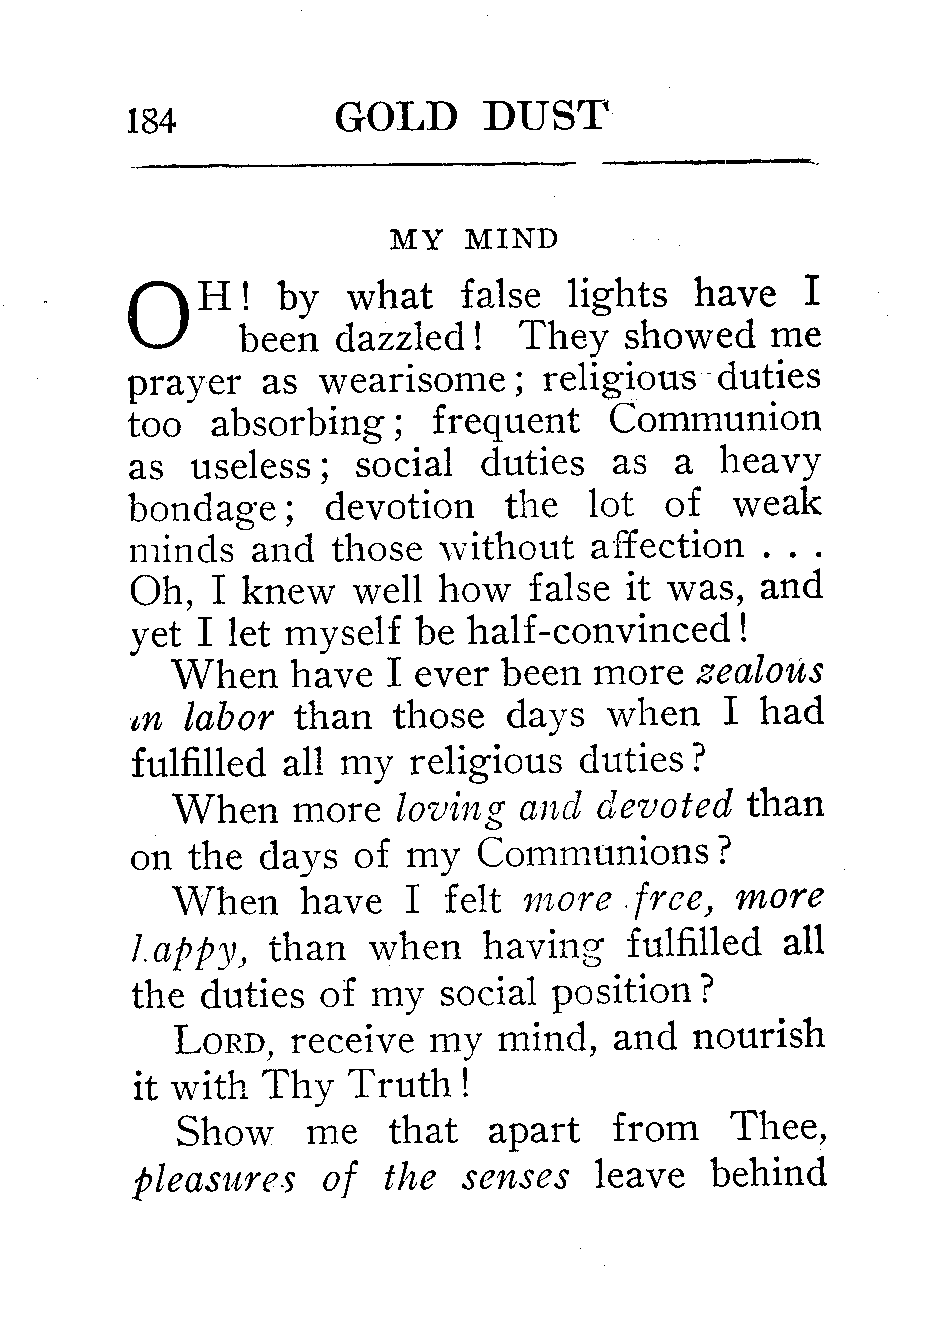 184 GOLD DUST
MY MIND
OH! by what false lights have I
been dazzled! They showed me
prayer as wearisome; religious duties
too absorbing; frequent Communion
as useless; social duties as a heavy
bondage; devotion the lot of weak
minds and those without affection . . .
Oh, I knew well how false it was, and
yet I let myself be half-convinced!
When have I ever been more zealous
in labor than those days when I had
fulfilled all my religious duties?
When more loving and devoted than
on the days of my Communions?
When have I felt more free, more
happy, than when having fulfilled all
the duties of my social position?
LORD, receive my mind, and nourish
it with Thy Truth!
Show me that apart from Thee,
pleasures of the senses leave behind